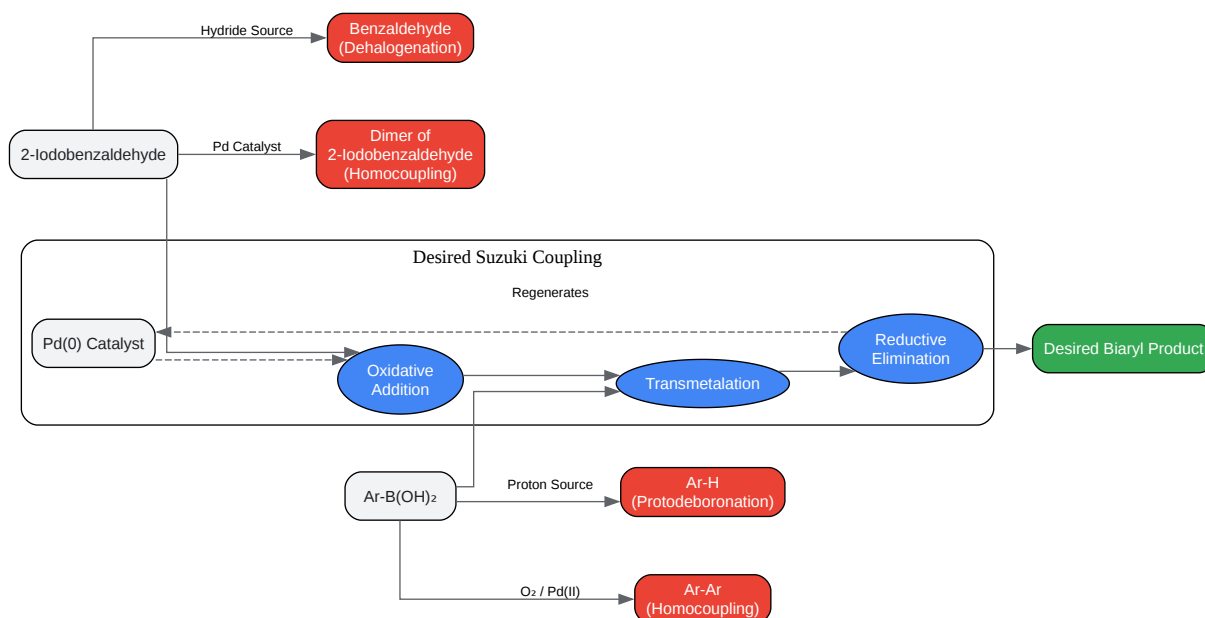 Hydride Source
Benzaldehyde
(Dehalogenation)
2-Iodobenzaldehyde
Pd Catalyst
Dimer of
2-Iodobenzaldehyde
(Homocoupling)
Desired Suzuki Coupling
Regenerates
Pd(0) Catalyst
Oxidative
Addition
Transmetalation
Reductive
Elimination
Desired Biaryl Product
Ar-B(OH)₂
Proton Source
Ar-H
(Protodeboronation)
O₂ / Pd(II)
Ar-Ar
(Homocoupling)